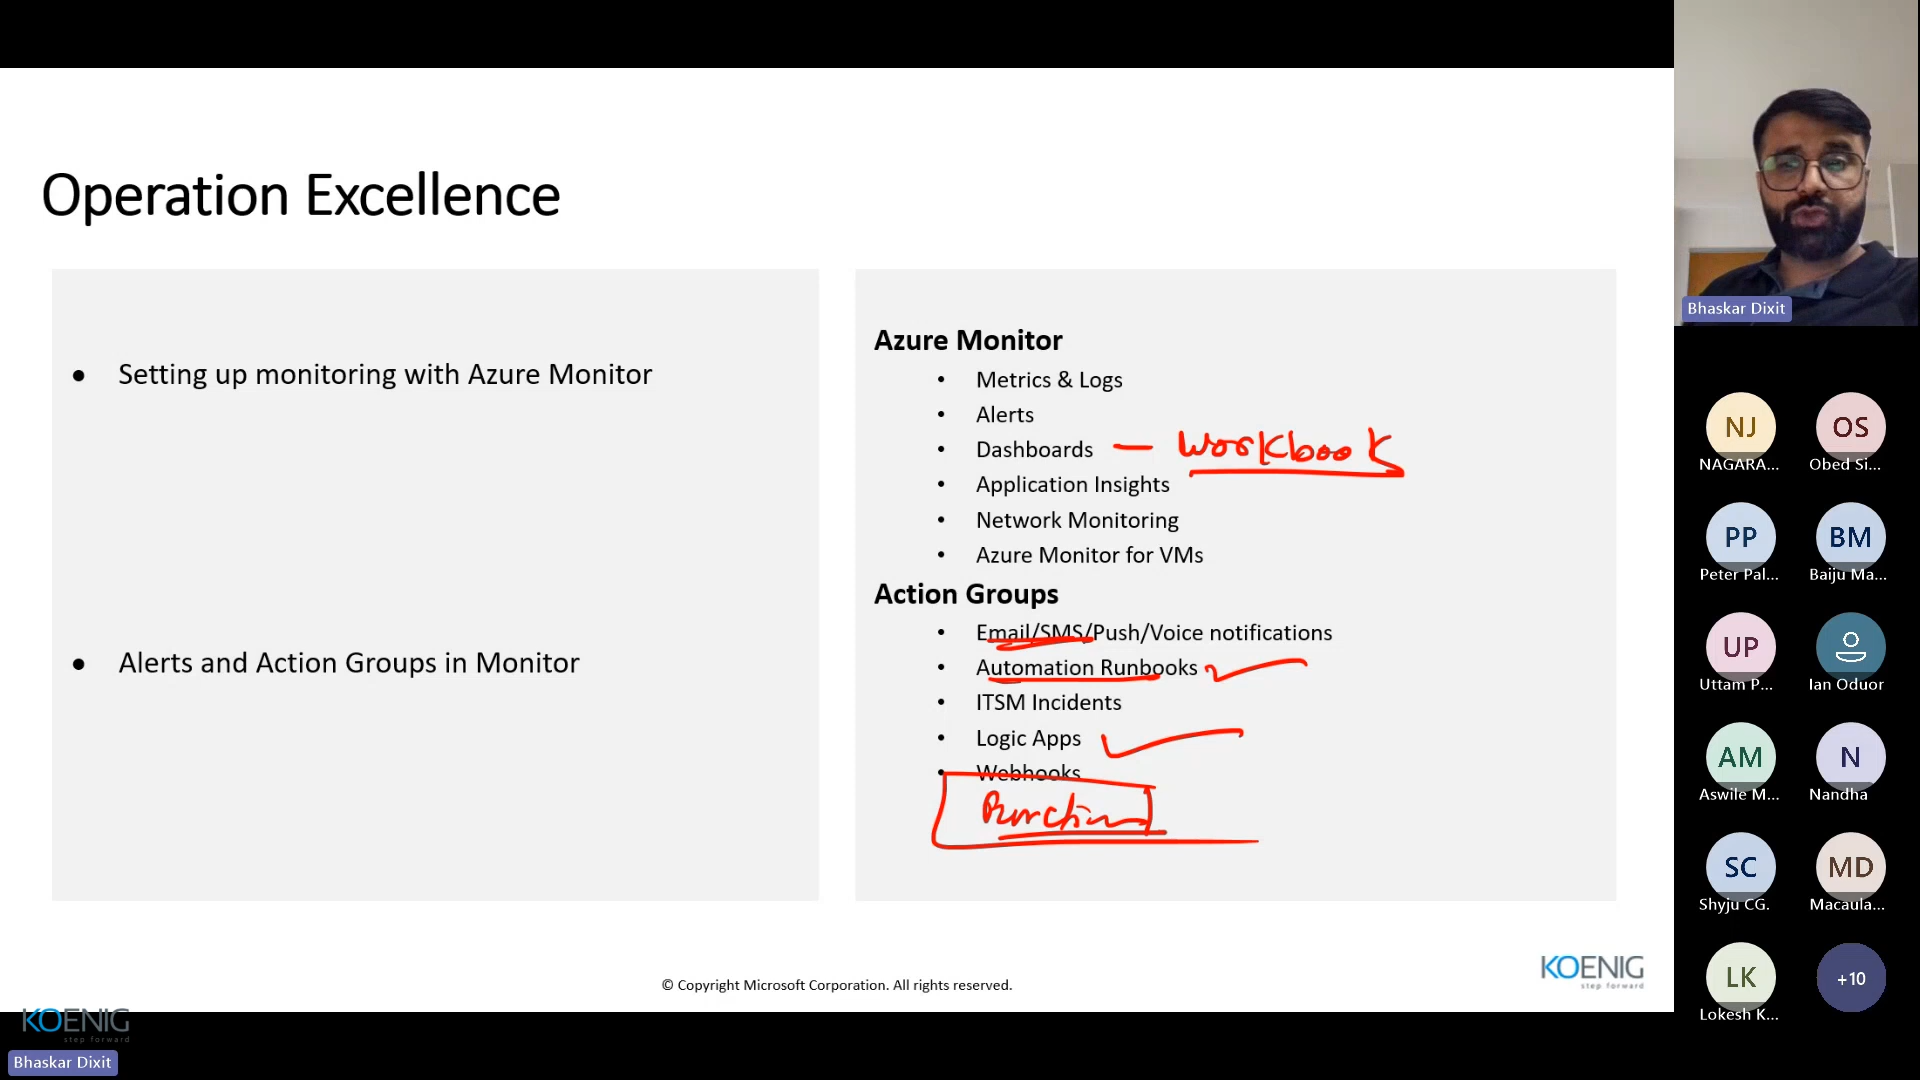 Operation Excellence
• Setting up monitoring with Azure Monitor
• Alerts and Action Groups in Monitor
Azure Monitor
• Metrics & Logs
• Alerts
• Dashboards — workbook
• Application Insights
• Network Monitoring
• Azure Monitor for VMs
Action Groups
• Email/SMS/Push/Voice notifications
• Automation Runbooks
• ITSM Incidents
• Logic Apps
• Webhooks
© Copyright Microsoft Corporation. All rights reserved.
KOENIG
step forward
KOENIG
step forward
Bhaskar Dixit
Bhaskar Dixit
NJ
NAGARA...
OS
Obed Si...
PP
Peter Pal...
BM
Baiju Ma...
UP
Uttam P...
Ian Oduor
AM
Aswile M...
N
Nandha
SC
Shyju CG.
MD
Macaula...
LK
Lokesh K...
+10